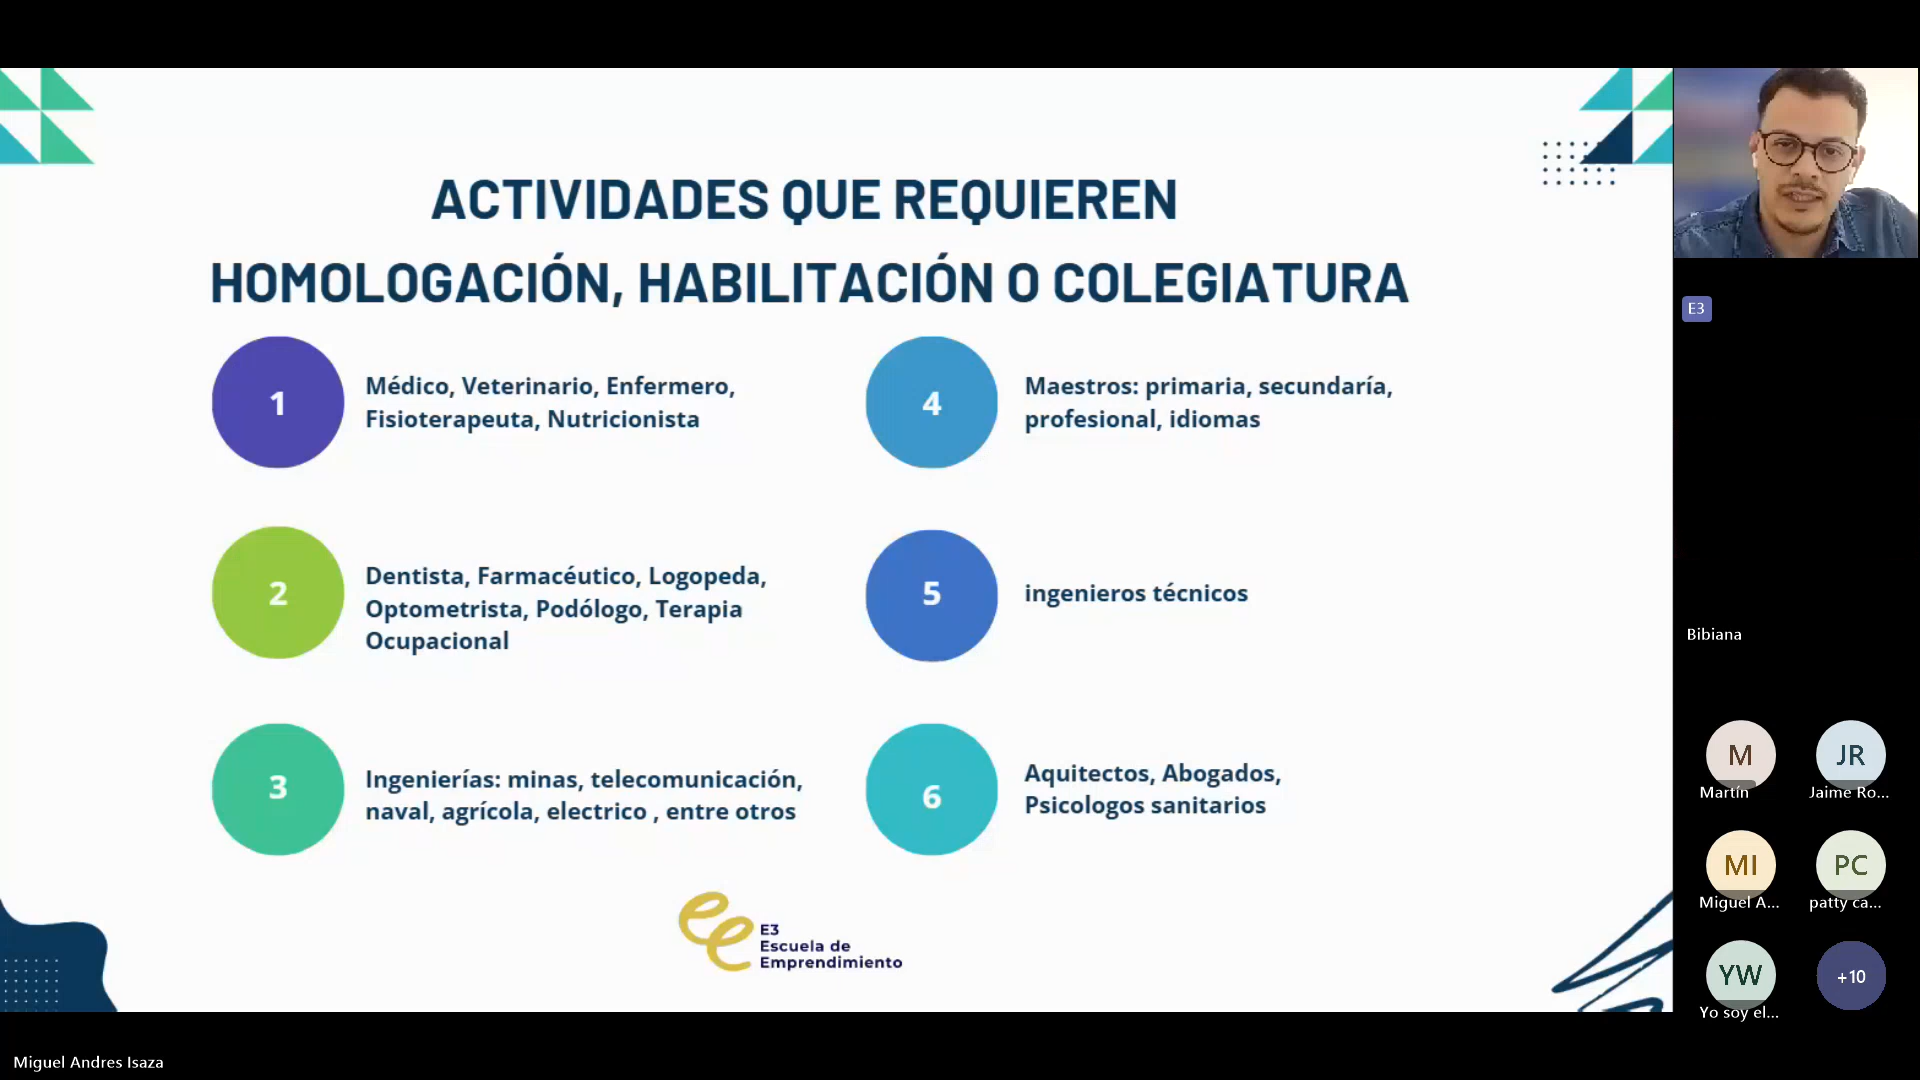 ACTIVIDADES QUE REQUIEREN
HOMOLOGACIÓN, HABILITACIÓN O COLEGIATURA
1
Médico, Veterinario, Enfermero,
Fisioterapeuta, Nutricionista
2
Dentista, Farmacéutico, Logopeda,
Optometrista, Podólogo, Terapia
Ocupacional
3
Ingenierías: minas, telecomunicación,
naval, agrícola, electrico , entre otros
4
Maestros: primaria, secundaría,
profesional, idiomas
5
ingenieros técnicos
6
Aquitectos, Abogados,
Psicologos sanitarios
E3
Escuela de
Emprendimiento
E3
Bibiana
M
Martín
JR
Jaime Ro...
MI
Miguel A...
PC
patty ca...
YW
Yo soy el...
+10
Miguel Andres Isaza